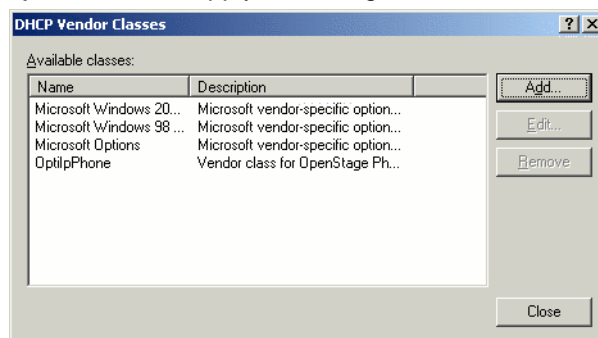 DHCP Vendor Classes
Available classes:
Name Description
Microsoft Windows 20... Microsoft vendor-specific option...
Microsoft Windows 98 ... Microsoft vendor-specific option...
Microsoft Options Microsoft vendor-specific option...
OptiIpPhone Vendor class for OpenStage Ph...
Add...
Edit...
Remove
Close